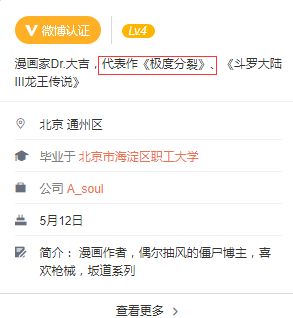 微博认证 Lv4
漫画家Dr.大吉，代表作《极度分裂》、《斗罗大陆
III龙王传说》
北京 通州区
毕业于 北京市海淀区职工大学
公司 A_soul
5月12日
简介： 漫画作者，偶尔抽风的僵尸博主，喜
欢枪械，坂道系列
查看更多 >